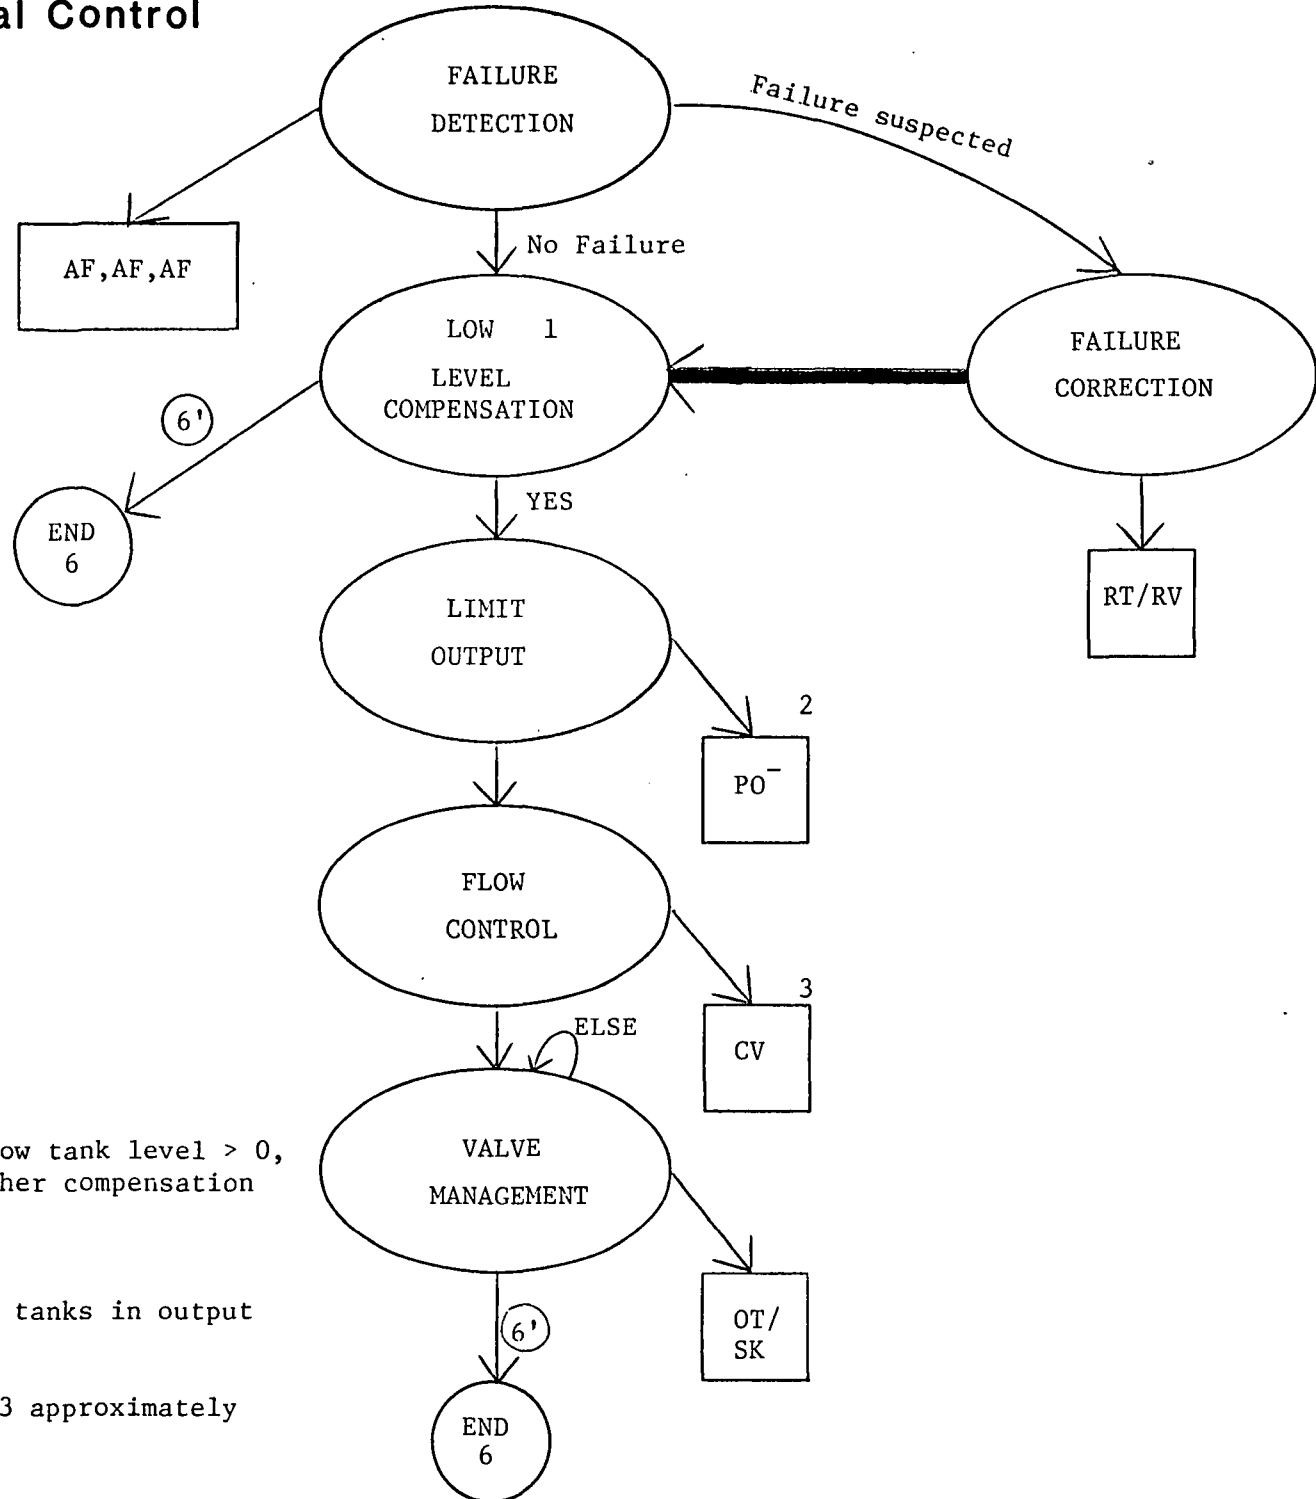 al Control
FAILURE
DETECTION
Failure suspected
AF,AF,AF
No Failure
LOW 1
LEVEL
COMPENSATION
FAILURE
CORRECTION
6'
END
6
YES
LIMIT
OUTPUT
RT/RV
2
PO⁻
FLOW
CONTROL
3
CV
ELSE
VALVE
MANAGEMENT
ow tank level > 0,
her compensation
tanks in output
OT/
SK
6'
3 approximately
END
6